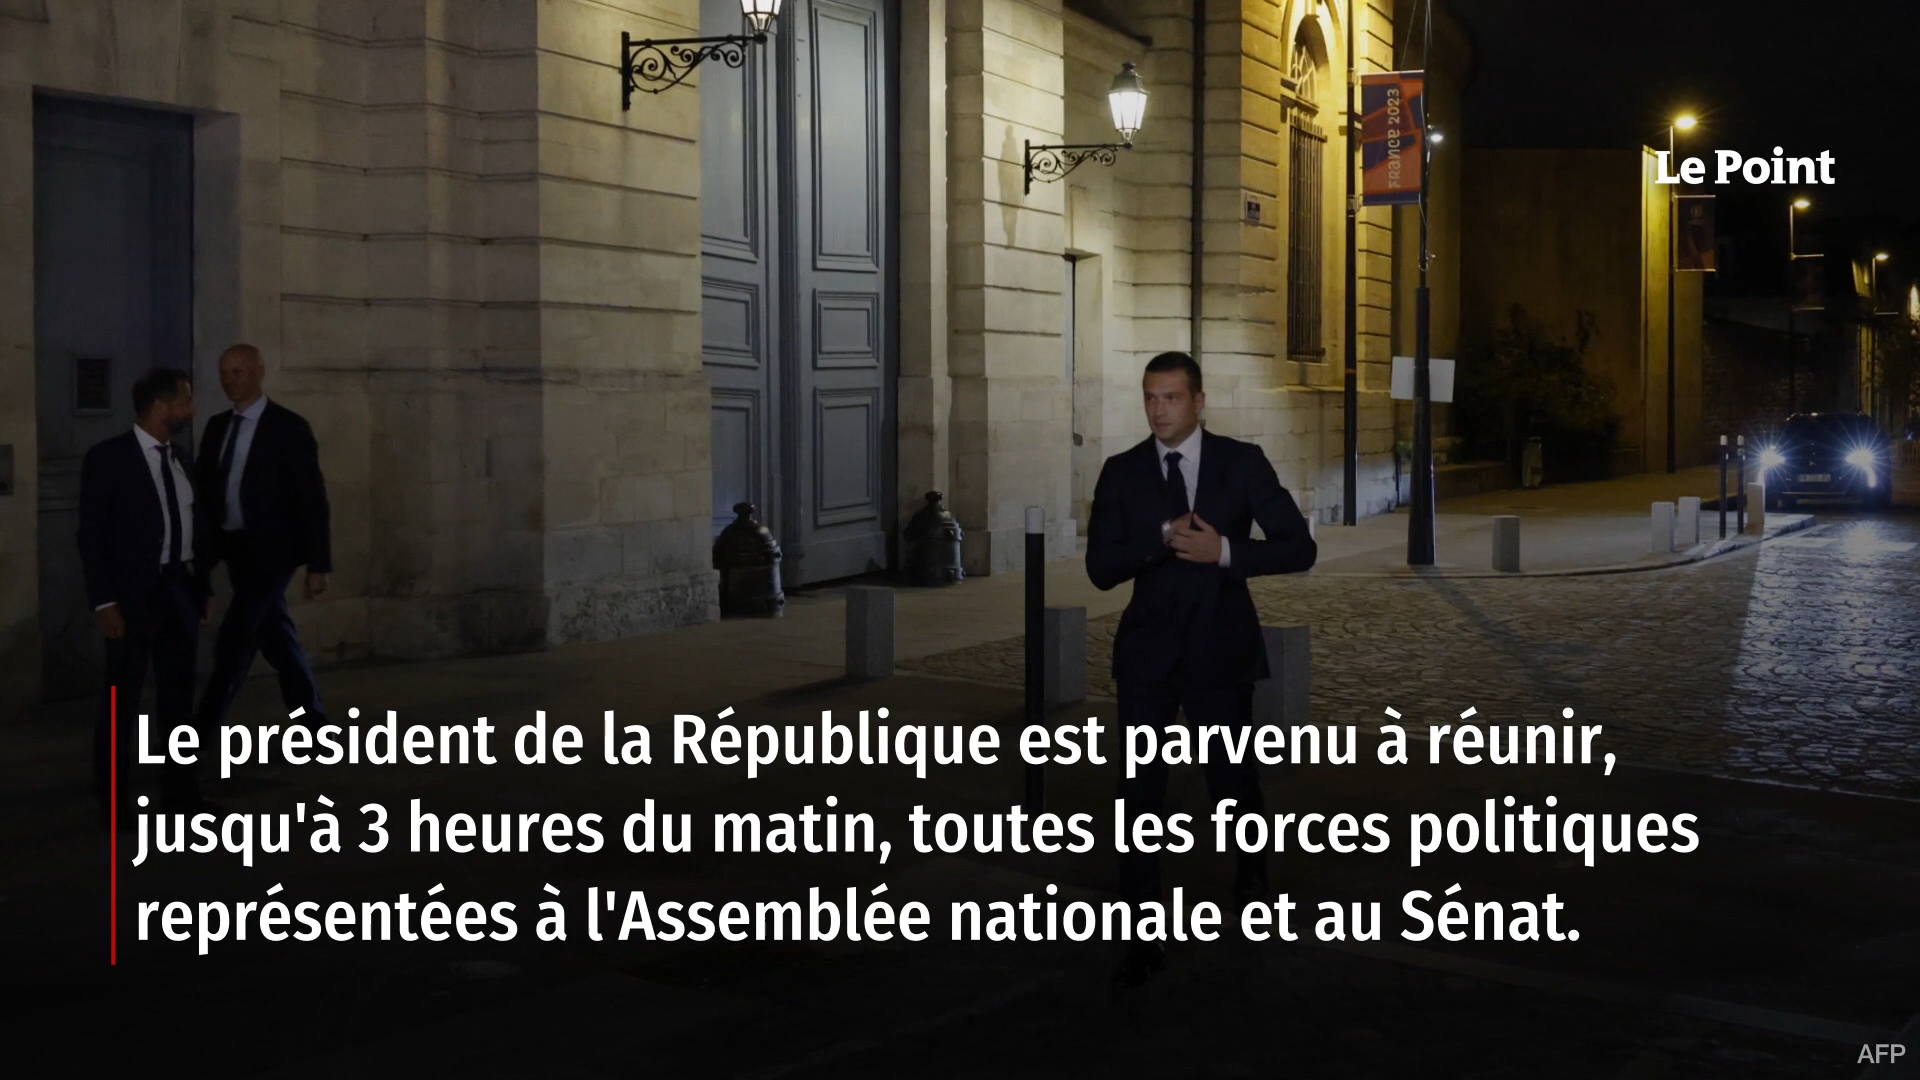 FRANCE 2023
Le Point
Le président de la République est parvenu à réunir,
jusqu'à 3 heures du matin, toutes les forces politiques
représentées à l'Assemblée nationale et au Sénat.
AFP